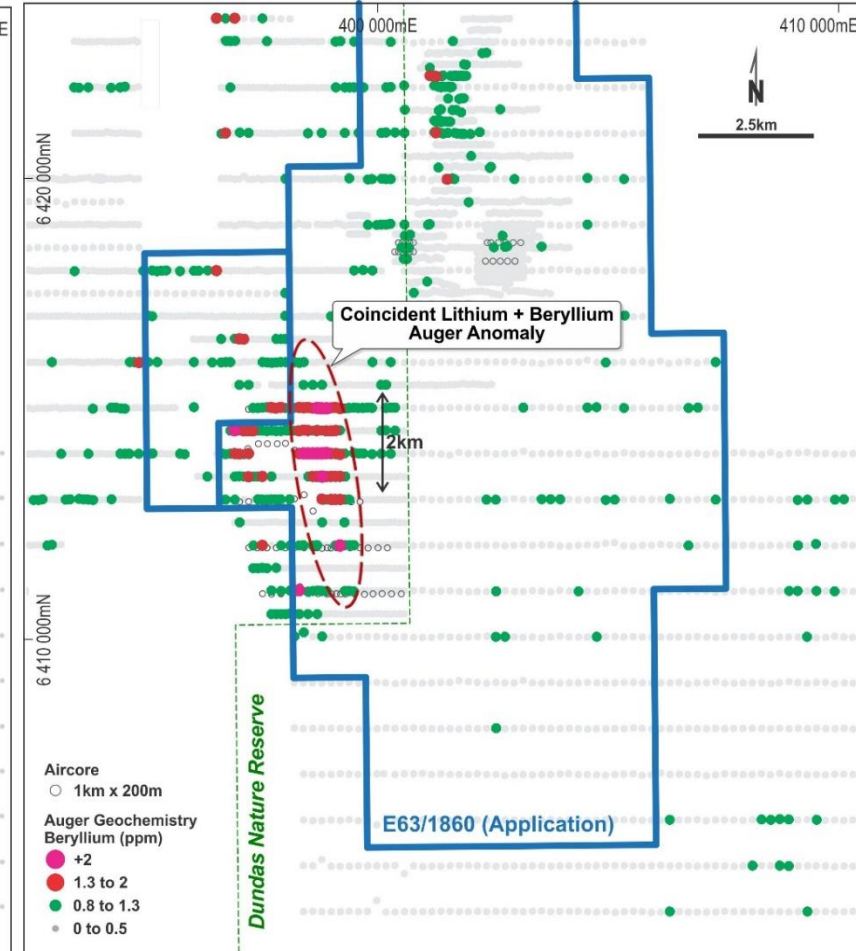 E
400 000mE
410 000mE
N
2.5km
6 420 000mN
Coincident Lithium + Beryllium
Auger Anomaly
2km
6 410 000mN
Dundas Nature Reserve
E63/1860 (Application)
Aircore
1km x 200m
Auger Geochemistry
Beryllium (ppm)
+2
1.3 to 2
0.8 to 1.3
0 to 0.5